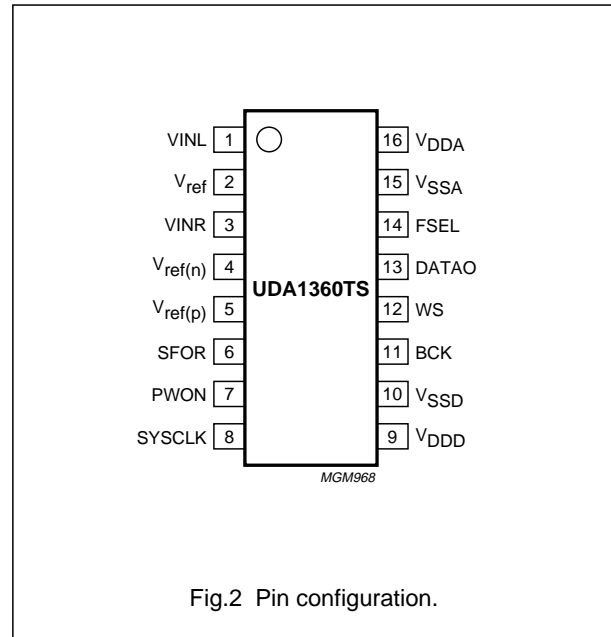 VINL 1
Vref 2
VINR 3
Vref(n) 4
Vref(p) 5
SFOR 6
PWON 7
SYSCLK 8
UDA1360TS
16 VDDA
15 VSSA
14 FSEL
13 DATAO
12 WS
11 BCK
10 VSSD
9 VDDD
MGM968
Fig.2 Pin configuration.